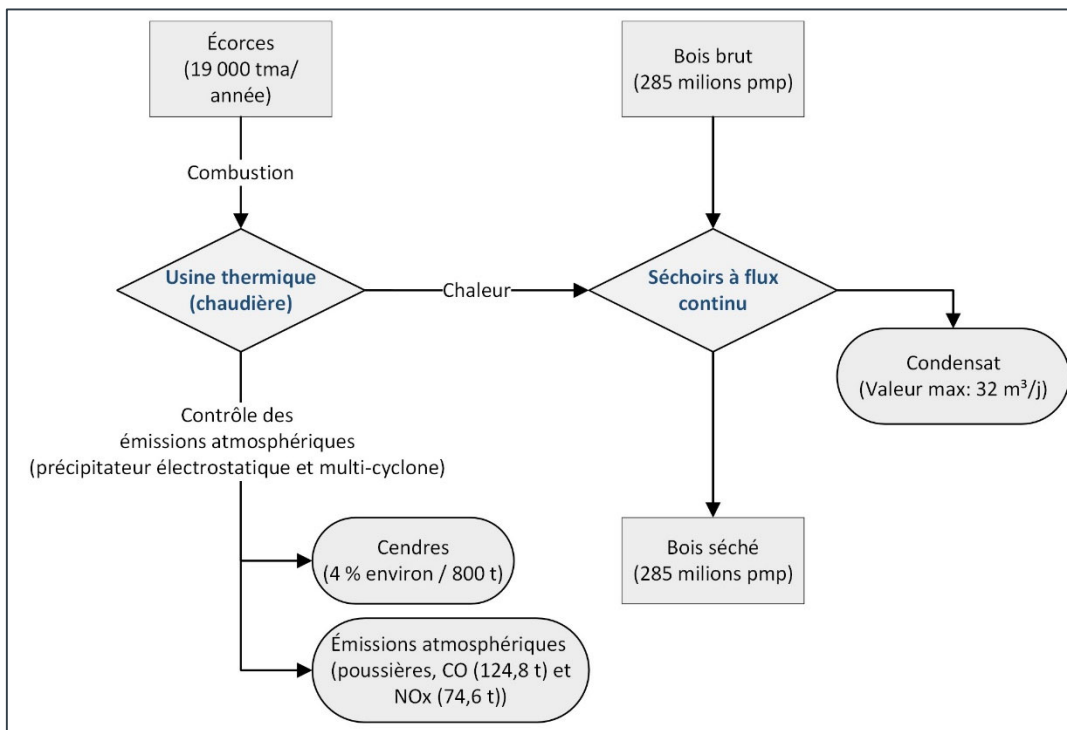 Écorces
(19 000 tma/
année)
Combustion
Usine thermique
(chaudière)
Chaleur
Contrôle des
émissions atmosphériques
(précipitateur électrostatique et multi-cyclone)
Cendres
(4 % environ / 800 t)
Émissions atmosphériques
(poussières, CO (124,8 t) et
NOx (74,6 t))
Bois brut
(285 milions pmp)
Séchoirs à flux
continu
Condensat
(Valeur max: 32 m³/j)
Bois séché
(285 milions pmp)